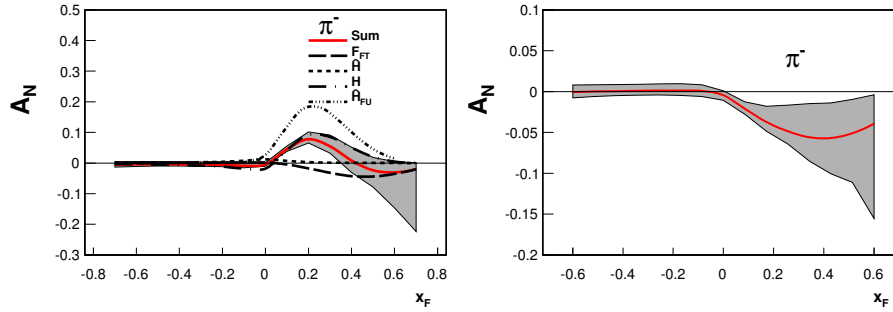 π-
Sum
F_FT
Ĥ
H
Ĥ_FU
A_N
0.5
0.4
0.3
0.2
0.1
0
-0.1
-0.2
-0.3
-0.8 -0.6 -0.4 -0.2 0 0.2 0.4 0.6 0.8
x_F
π-
A_N
0.1
0.05
0
-0.05
-0.1
-0.15
-0.2
-0.6 -0.4 -0.2 0 0.2 0.4 0.6
x_F